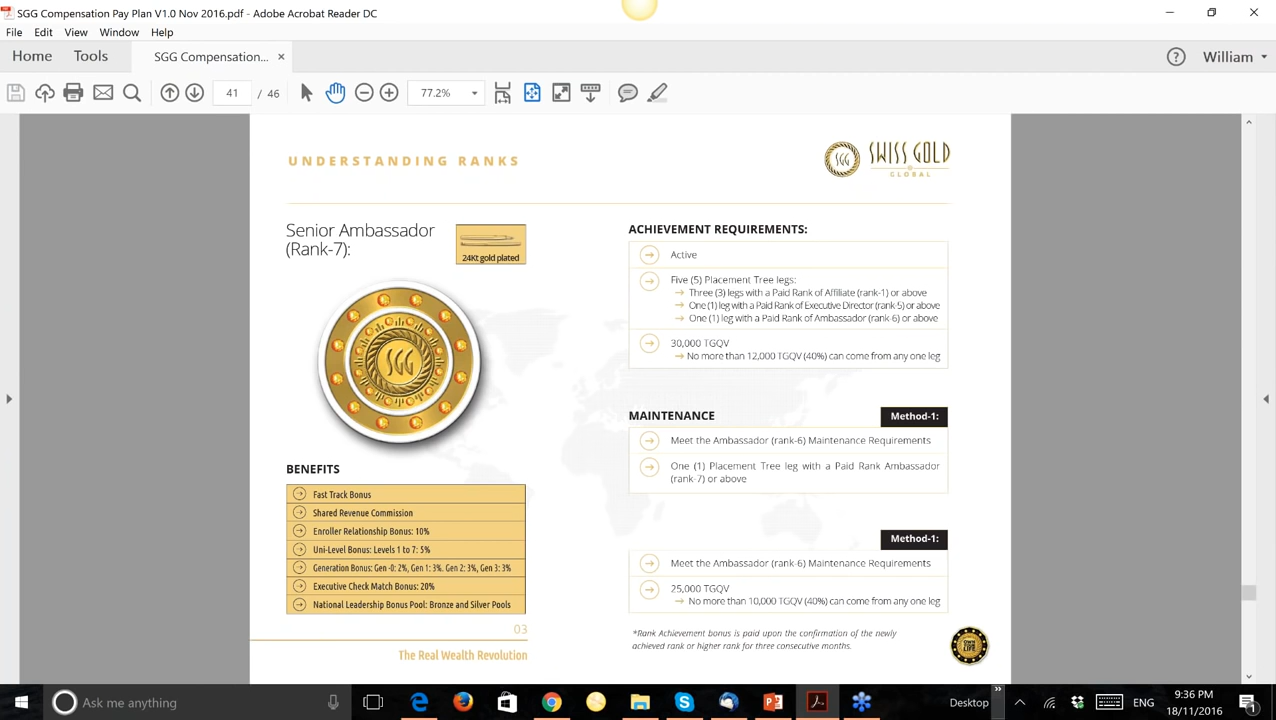 SGG Compensation Pay Plan V1.0 Nov 2016.pdf - Adobe Acrobat Reader DC
File Edit View Window Help
Home Tools SGG Compensation... × William
41 / 46 77.2%
UNDERSTANDING RANKS
SGG SWISS GOLD
GLOBAL
Senior Ambassador
(Rank-7):
24Kt gold plated
SGG
BENEFITS
Fast Track Bonus
Shared Revenue Commission
Enroller Relationship Bonus: 10%
Uni-Level Bonus: Levels 1 to 7: 5%
Generation Bonus: Gen -0: 2%, Gen 1: 3%. Gen 2: 3%, Gen 3: 3%
Executive Check Match Bonus: 20%
National Leadership Bonus Pool: Bronze and Silver Pools
03
The Real Wealth Revolution
ACHIEVEMENT REQUIREMENTS:
Active
Five (5) Placement Tree legs:
Three (3) legs with a Paid Rank of Affiliate (rank-1) or above
One (1) leg with a Paid Rank of Executive Director (rank-5) or above
One (1) leg with a Paid Rank of Ambassador (rank-6) or above
30,000 TGQV
No more than 12,000 TGQV (40%) can come from any one leg
MAINTENANCE Method-1:
Meet the Ambassador (rank-6) Maintenance Requirements
One (1) Placement Tree leg with a Paid Rank Ambassador
(rank-7) or above
Method-1:
Meet the Ambassador (rank-6) Maintenance Requirements
25,000 TGQV
No more than 10,000 TGQV (40%) can come from any one leg
*Rank Achievement bonus is paid upon the confirmation of the newly
achieved rank or higher rank for three consecutive months.
OWN
LIFE
Ask me anything Desktop ENG 9:36 PM
18/11/2016